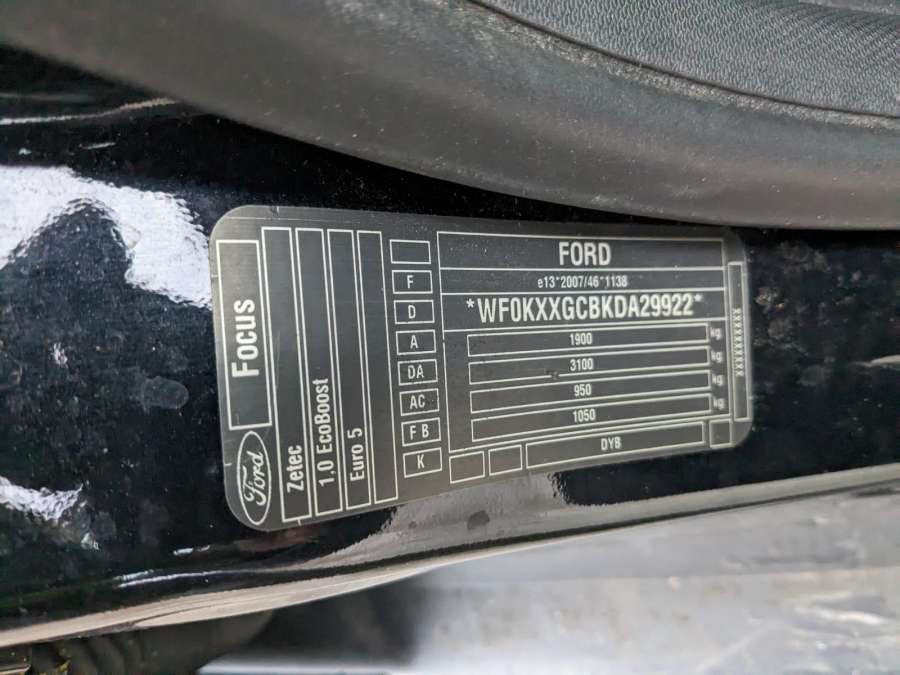 FORD
e13*2007/46*1138
*WF0KXXGCBKDA29922*
1900 kg
3100 kg
950 kg
1050 kg
DYB
XXXXXXXXXX
F
D
A
DA
AC
F B
K
Focus
Ford
Zetec
1,0 EcoBoost
Euro 5